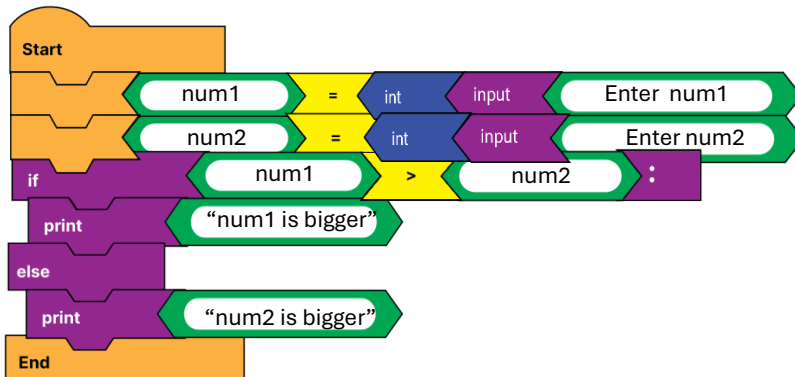 Start
num1 = int input Enter num1
num2 = int input Enter num2
if num1 > num2 :
print “num1 is bigger”
else
print “num2 is bigger”
End